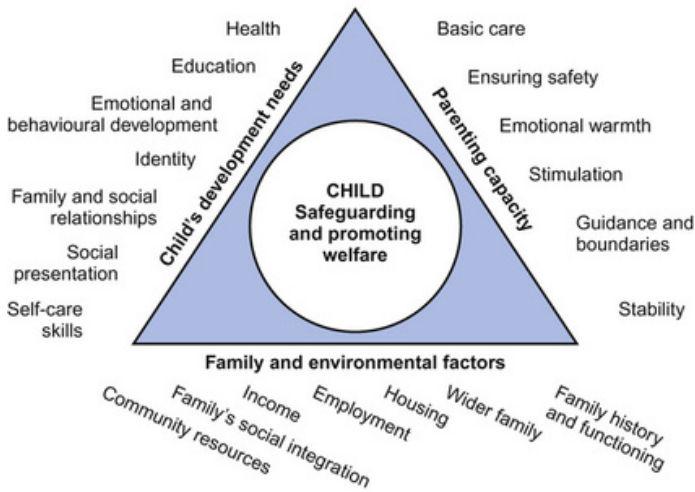 Health
Education
Emotional and
behavioural development
Identity
Family and social
relationships
Social
presentation
Self-care
skills
Child's development needs
CHILD
Safeguarding
and promoting
welfare
Parenting capacity
Basic care
Ensuring safety
Emotional warmth
Stimulation
Guidance and
boundaries
Stability
Family and environmental factors
Community resources
Family's social integration
Income
Employment
Housing
Wider family
Family history
and functioning